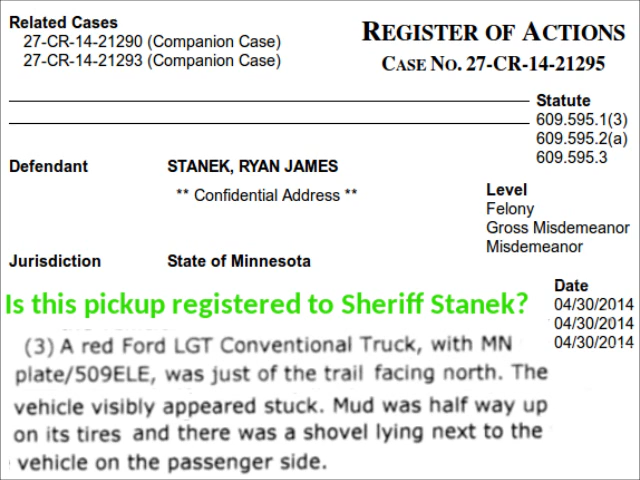 Related Cases
27-CR-14-21290 (Companion Case)
27-CR-14-21293 (Companion Case)
REGISTER OF ACTIONS
CASE NO. 27-CR-14-21295
Statute
609.595.1(3)
609.595.2(a)
609.595.3
Defendant STANEK, RYAN JAMES
** Confidential Address **
Level
Felony
Gross Misdemeanor
Misdemeanor
Jurisdiction State of Minnesota
Date
04/30/2014
04/30/2014
04/30/2014
Is this pickup registered to Sheriff Stanek?
(3) A red Ford LGT Conventional Truck, with MN
plate/509ELE, was just of the trail facing north. The
vehicle visibly appeared stuck. Mud was half way up
on its tires and there was a shovel lying next to the
vehicle on the passenger side.